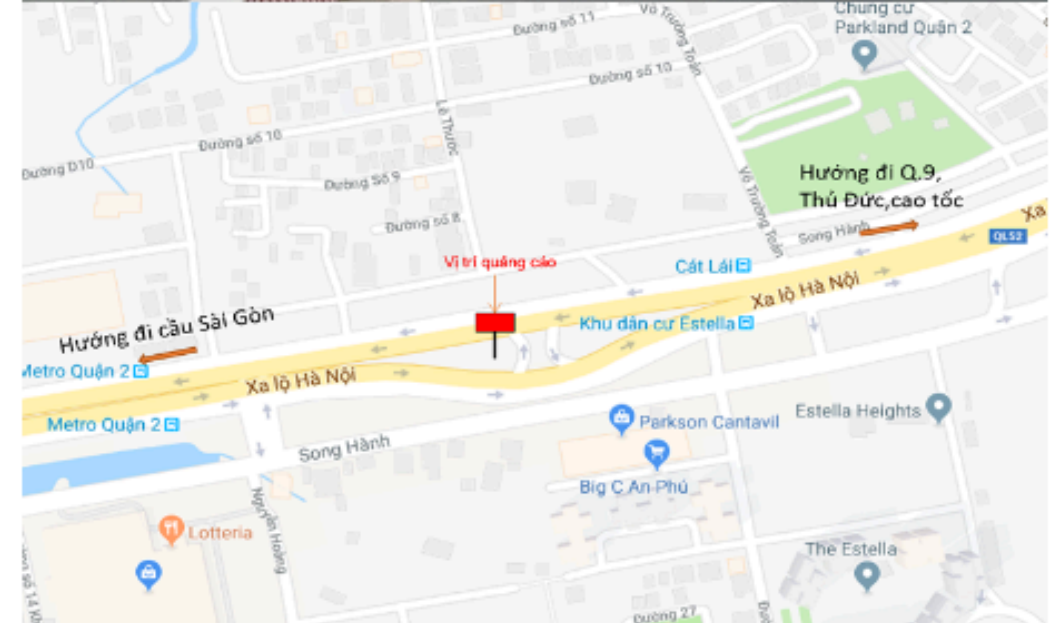 Chung cư
Parkland Quận 2
Đường số 11
Võ Trường Toản
Đường số 10
Lê Thước
Đường số 10
Đường D10
Đường Số 9
Đường số 8
Võ Trường Toản
Hướng đi Q.9,
Thủ Đức,cao tốc
Song Hành
Xa
QL52
Vị trí quảng cáo
Cát Lái
Xa lộ Hà Nội
Hướng đi cầu Sài Gòn
Khu dân cư Estella
Metro Quận 2
Xa lộ Hà Nội
Metro Quận 2
Parkson Cantavil
Estella Heights
Song Hành
Big C An Phú
Nguyễn Hoàng
Lotteria
The Estella
Đường 27